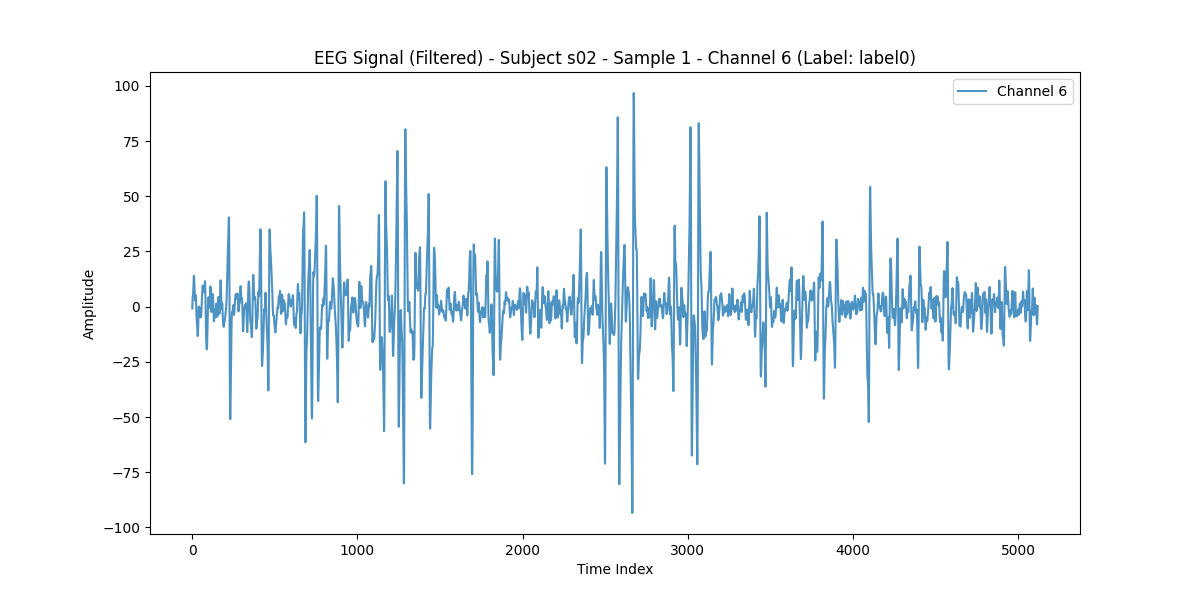 EEG Signal (Filtered) - Subject s02 - Sample 1 - Channel 6 (Label: label0)
Channel 6
100
75
50
25
0
−25
−50
−75
−100
Amplitude
0 1000 2000 3000 4000 5000
Time Index